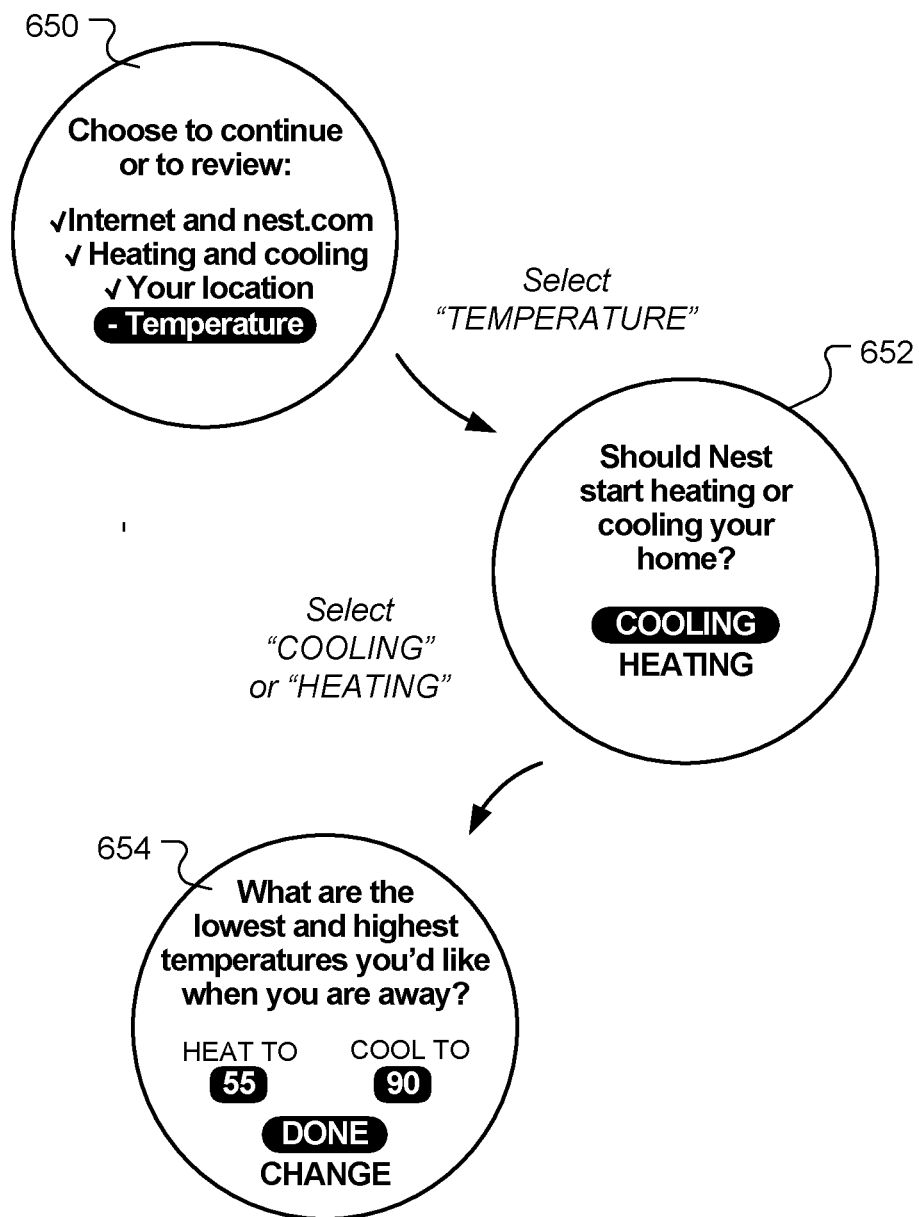 650
Choose to continue
or to review:
√Internet and nest.com
√ Heating and cooling
√ Your location
- Temperature
Select
“TEMPERATURE”
652
Should Nest
start heating or
cooling your
home?
COOLING
HEATING
Select
“COOLING”
or “HEATING”
654
What are the
lowest and highest
temperatures you’d like
when you are away?
HEAT TO COOL TO
55 90
DONE
CHANGE